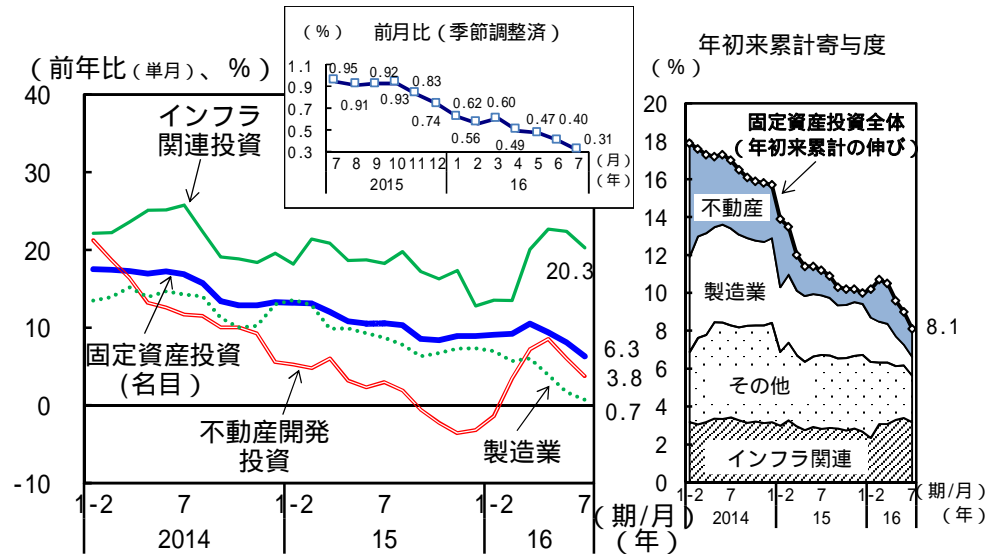 (％) 前月比（季節調整済）
1.1
0.9
0.7
0.5
0.3
0.95
0.91
0.92
0.93
0.83
0.74
0.62
0.56
0.60
0.49
0.47
0.40
0.31
7 8 9 10 11 12 1 2 3 4 5 6 7 (月)
2015 16 (年)
（前年比（単月）、％）
40
30
20
10
0
-10
インフラ
関連投資
固定資産投資
(名目)
不動産開発
投資
製造業
20.3
6.3
3.8
0.7
1-2 7 1-2 7 1-2 7 (期/月)
2014 15 16 (年)
年初来累計寄与度
(％)
20
18
16
14
12
10
8
6
4
2
0
固定資産投資全体
（年初来累計の伸び）
不動産
製造業
その他
インフラ関連
8.1
1-2 7 1-2 7 1-2 7 (期/月)
2014 15 16 (年)